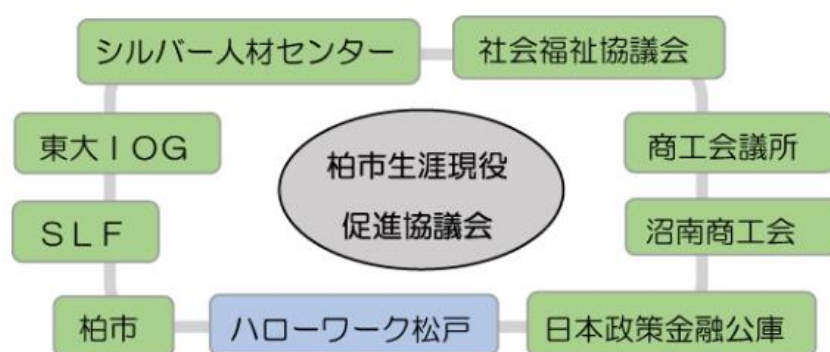 シルバー人材センター
社会福祉協議会
東大ＩＯＧ
商工会議所
柏市生涯現役
促進協議会
ＳＬＦ
沼南商工会
柏市
ハローワーク松戸
日本政策金融公庫